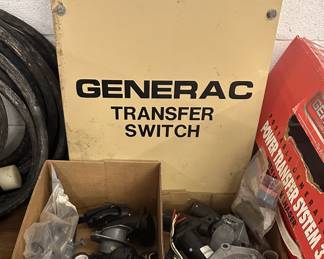 GENERAC
TRANSFER
SWITCH
POWER TRANSFER SYSTEM